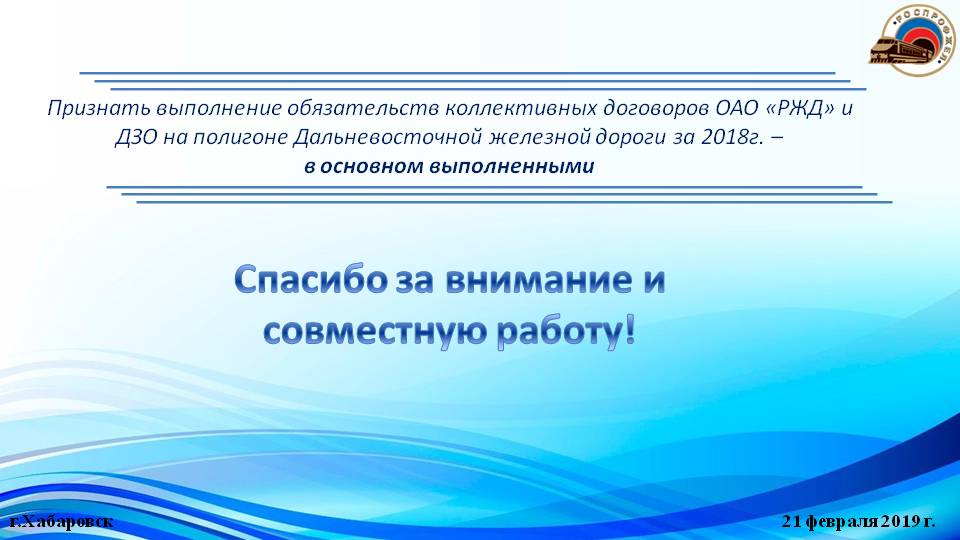 РОСПРОФЖЕЛ
Признать выполнение обязательств коллективных договоров ОАО «РЖД» и
ДЗО на полигоне Дальневосточной железной дороги за 2018г. –
в основном выполненными
Спасибо за внимание и
совместную работу!
г.Хабаровск
21 февраля 2019 г.